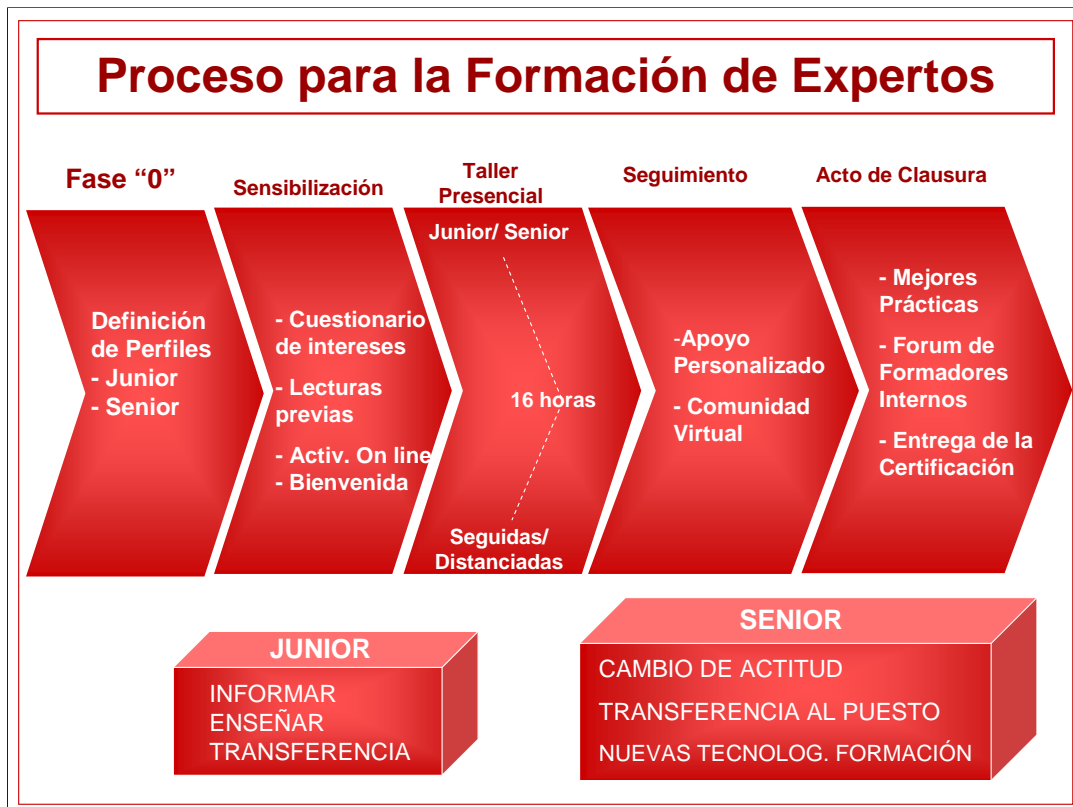 Proceso para la Formación de Expertos
Fase “0”
Sensibilización
Taller
Presencial
Seguimiento
Acto de Clausura
Definición
de Perfiles
- Junior
- Senior
- Cuestionario
de intereses
- Lecturas
previas
- Activ. On line
- Bienvenida
Junior/ Senior
16 horas
Seguidas/
Distanciadas
-Apoyo
Personalizado
- Comunidad
Virtual
- Mejores
Prácticas
- Forum de
Formadores
Internos
- Entrega de la
Certificación
JUNIOR
INFORMAR
ENSEÑAR
TRANSFERENCIA
SENIOR
CAMBIO DE ACTITUD
TRANSFERENCIA AL PUESTO
NUEVAS TECNOLOG. FORMACIÓN